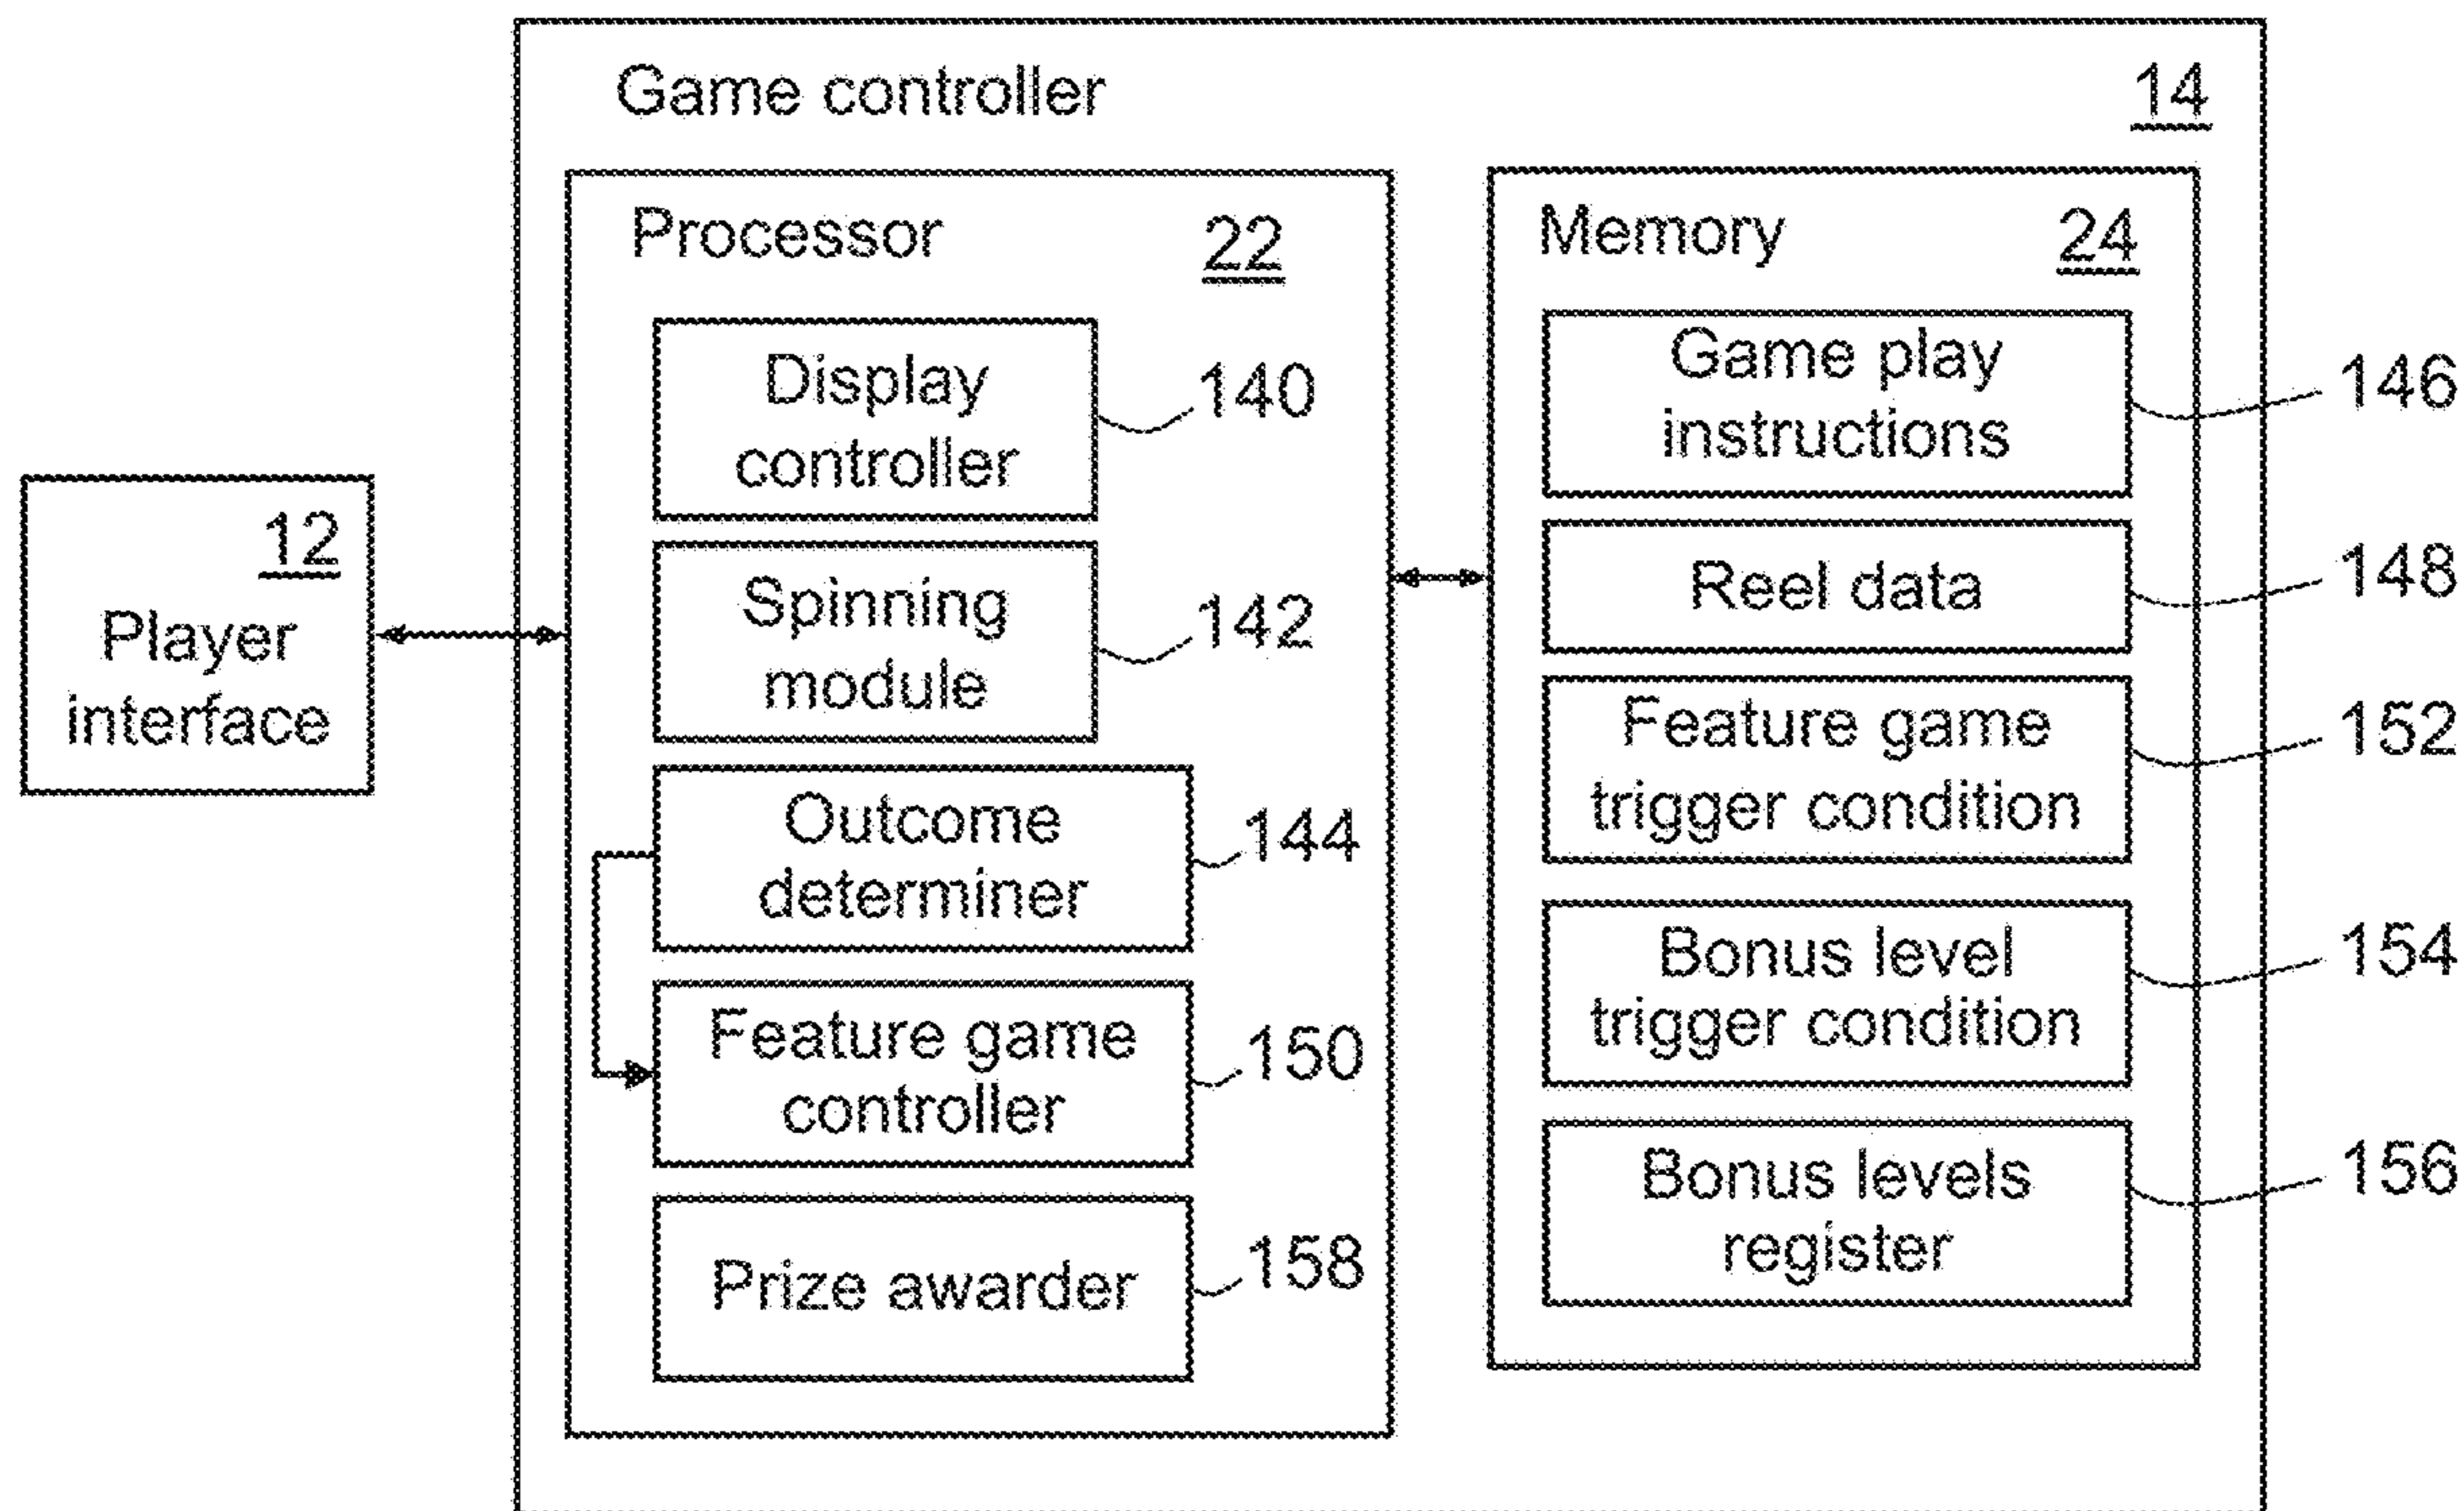 Game controller
14
Processor
22
Display
controller
140
Spinning
module
142
Outcome
determiner
144
Feature game
controller
150
Prize awarder
158
Memory
24
Game play
instructions
146
Reel data
148
Feature game
trigger condition
152
Bonus level
trigger condition
154
Bonus levels
register
156
12
Player
interface